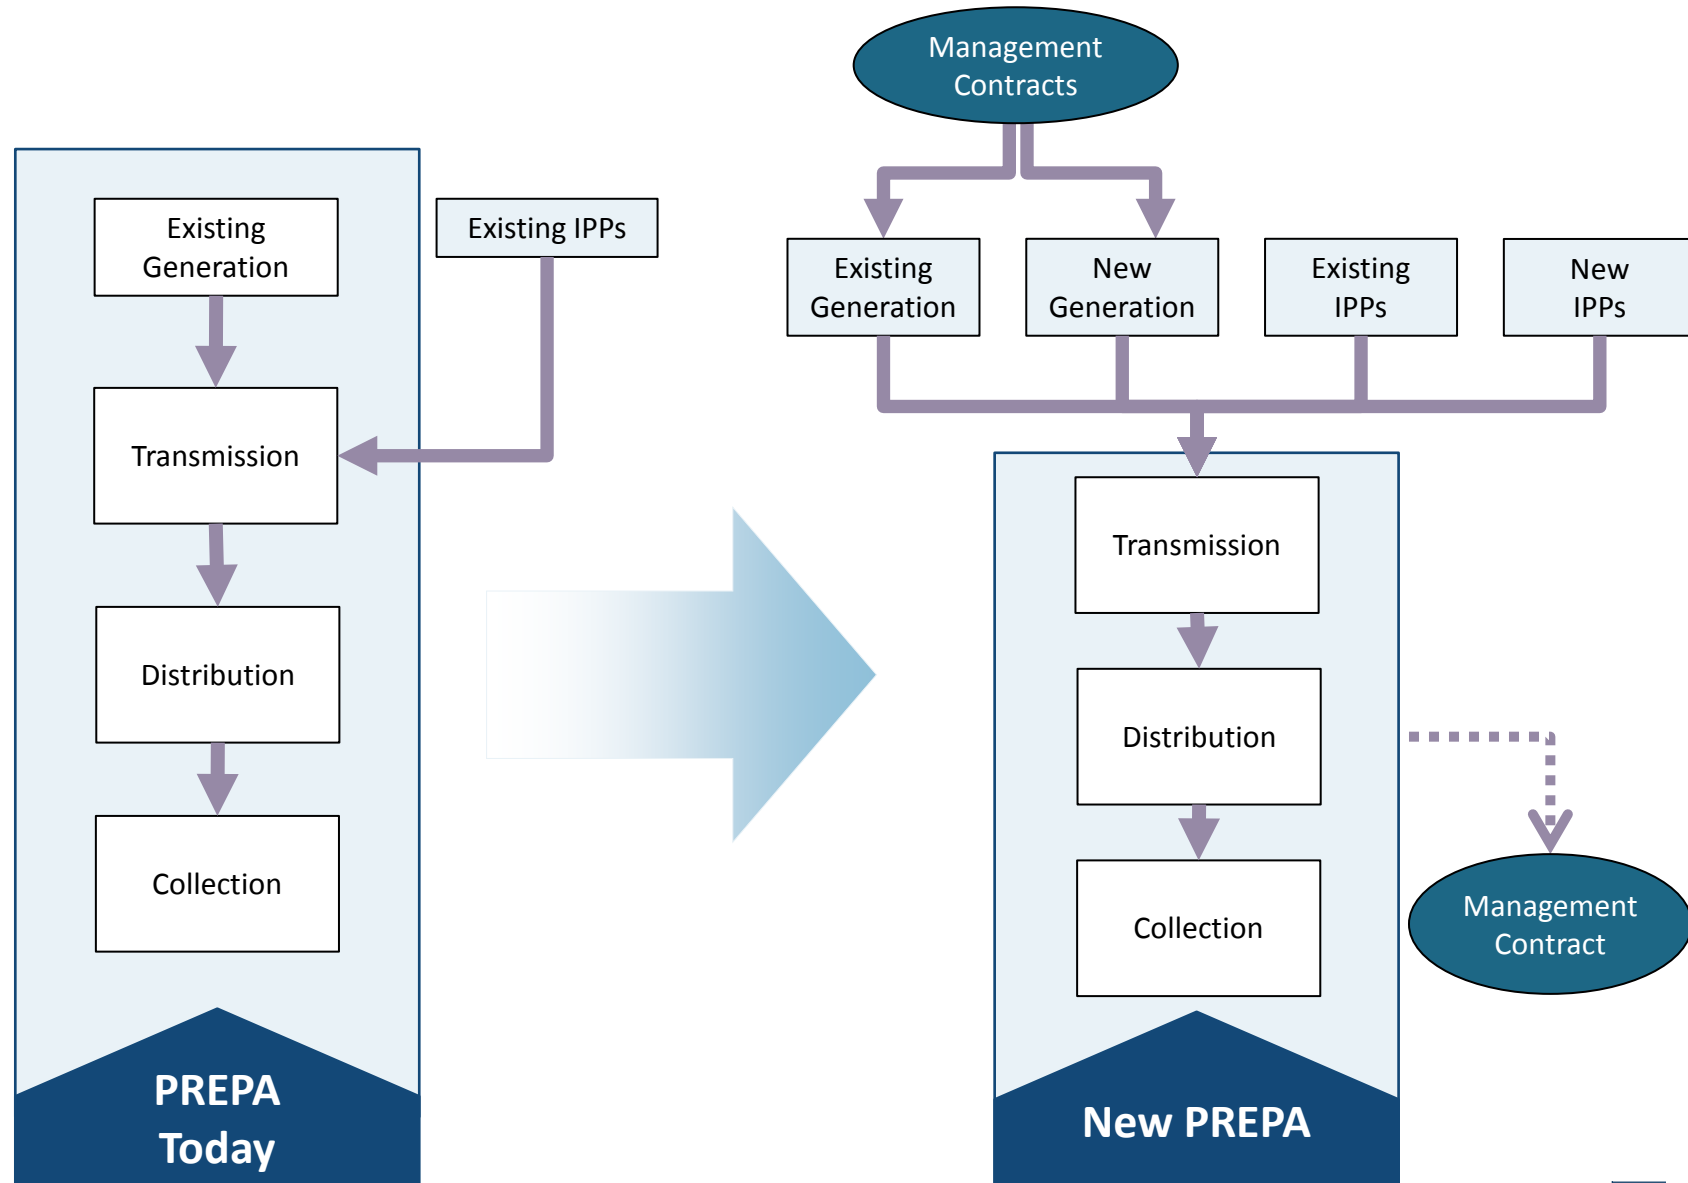 Management
Contracts
Existing
Generation
Existing IPPs
Transmission
Distribution
Collection
PREPA
Today
Existing
Generation
New
Generation
Existing
IPPs
New
IPPs
Transmission
Distribution
Collection
Management
Contract
New PREPA